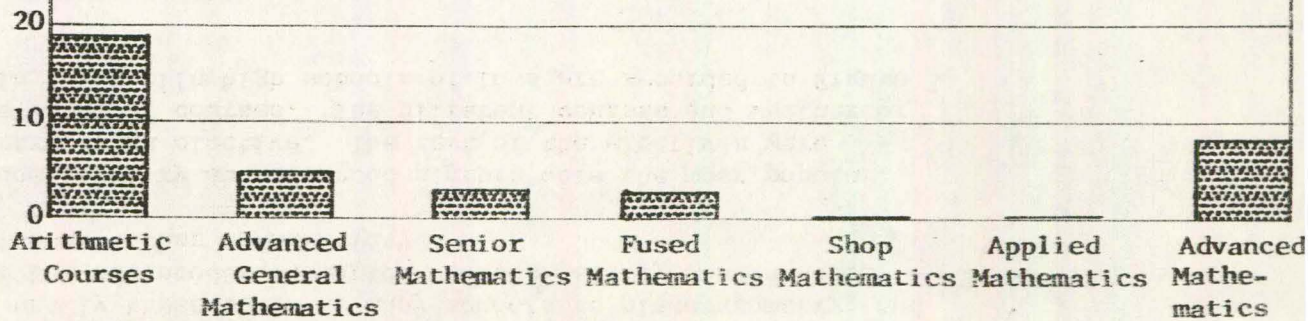 20
10
0
Arithmetic Advanced Senior Fused Shop Applied Advanced
Courses General Mathematics Mathematics Mathematics Mathematics Mathe-
Mathematics matics